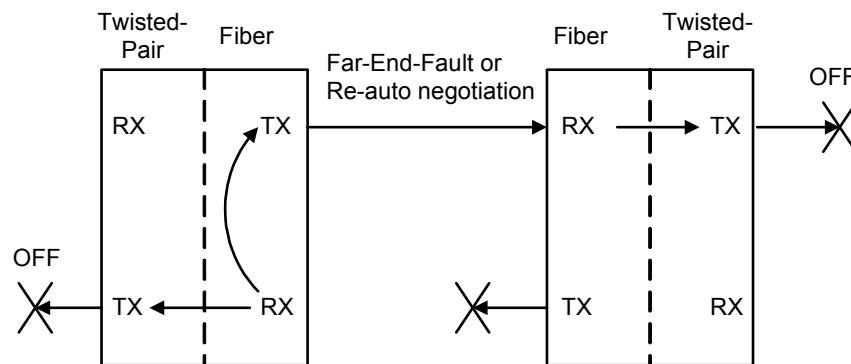 Twisted-
Pair
Fiber
Far-End-Fault or
Re-auto negotiation
Fiber
Twisted-
Pair
OFF
RX
TX
RX
TX
OFF
TX
RX
TX
RX